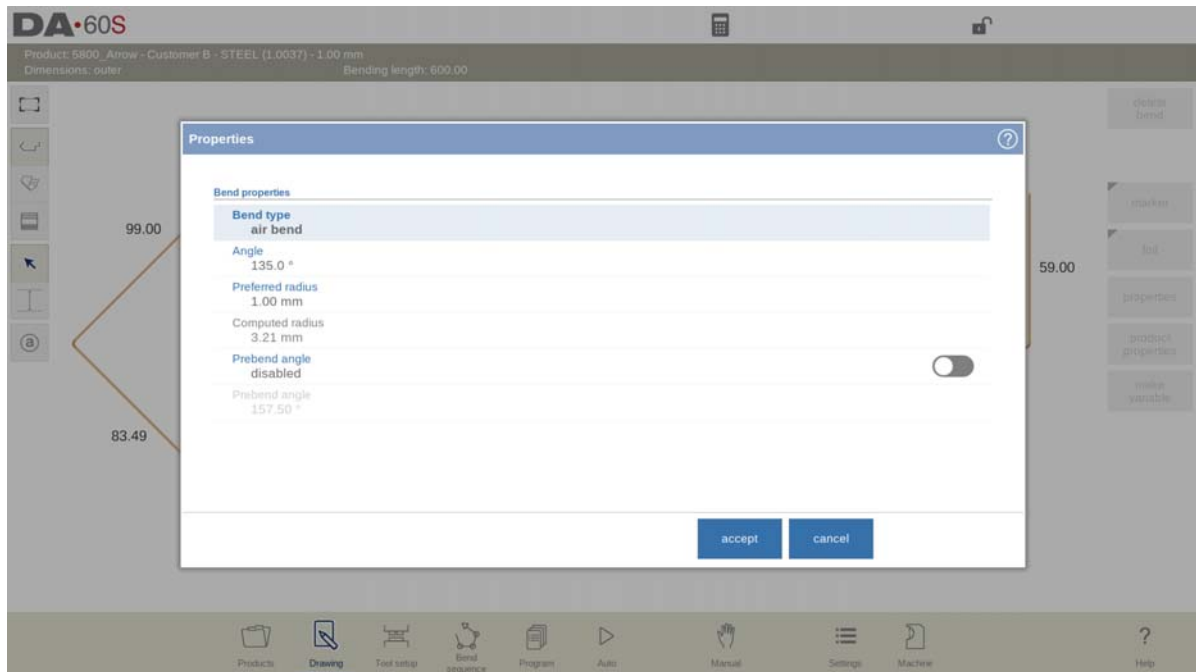 DA•60S
Product: 5800_Arrow - Customer B - STEEL (1.0037) - 1.00 mm
Dimensions: outer Bending length: 600.00
delete
bend
Properties ?
Bend properties
Bend type
air bend
Angle
135.0 °
Preferred radius
1.00 mm
Computed radius
3.21 mm
Prebend angle
disabled
Prebend angle
157.50 °
accept cancel
99.00
83.49
59.00
a
marker
foil
properties
product
properties
make
variable
Products Drawing Tool setup Bend
sequence Program Auto Manual Settings Machine Help
?